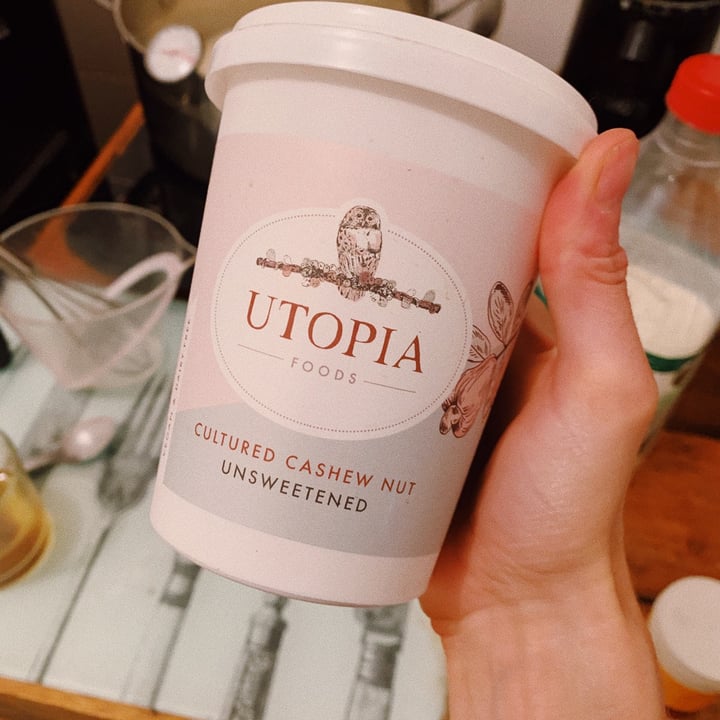 UTOPIA
FOODS
CULTURED CASHEW NUT
UNSWEETENED